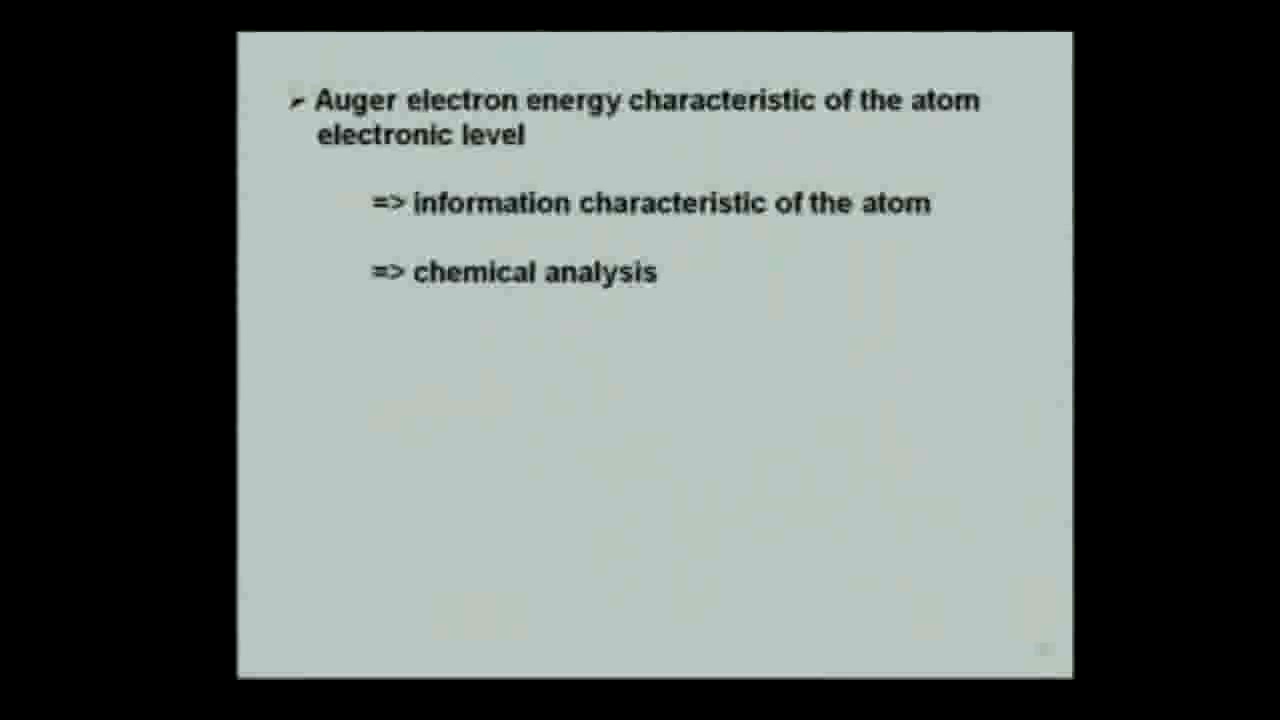 ➢ Auger electron energy characteristic of the atom
electronic level
=> information characteristic of the atom
=> chemical analysis